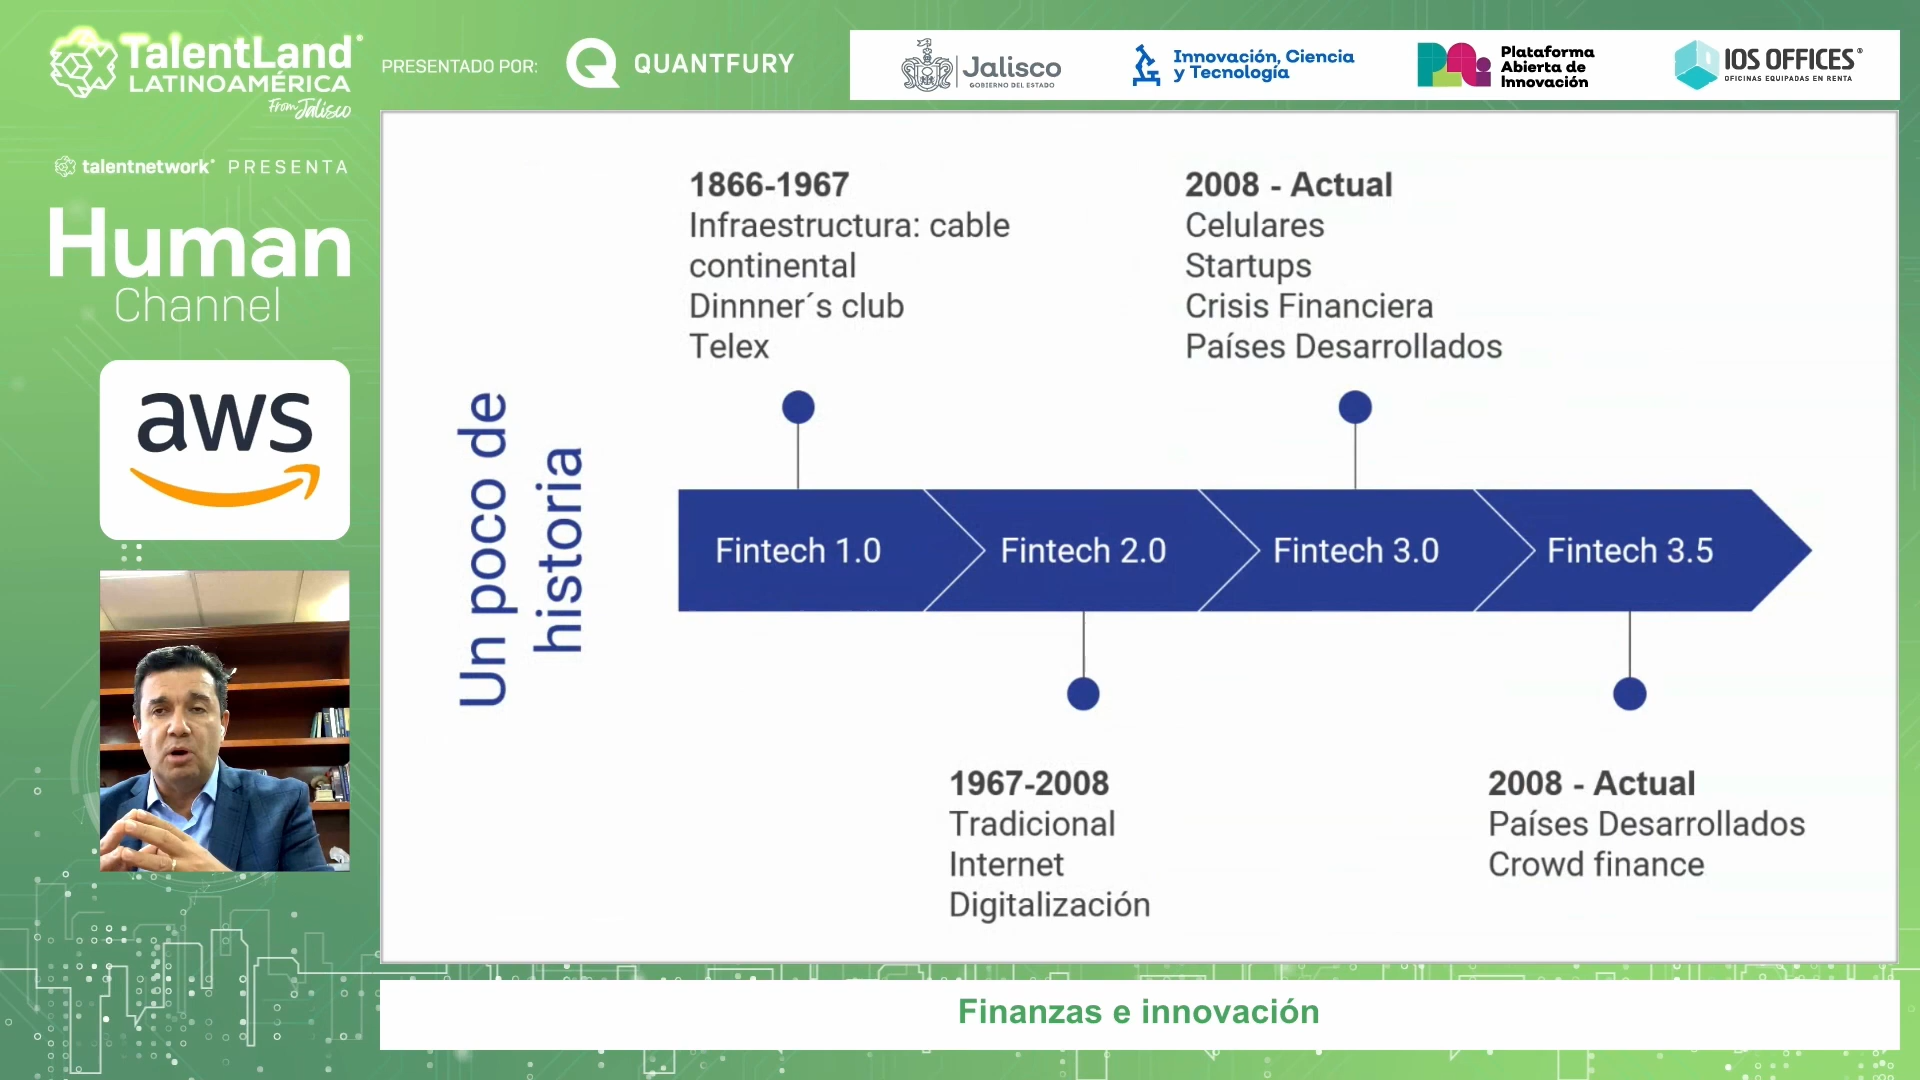 TalentLand®
LATINOAMÉRICA
From Jalisco
PRESENTADO POR:
QUANTFURY
Jalisco
GOBIERNO DEL ESTADO
Innovación, Ciencia
y Tecnología
Plataforma
Abierta de
Innovación
IOS OFFICES®
OFICINAS EQUIPADAS EN RENTA
talentnetwork® PRESENTA
Human
Channel
aws
Un poco de
historia
1866-1967
Infraestructura: cable
continental
Dinnner´s club
Telex
2008 - Actual
Celulares
Startups
Crisis Financiera
Países Desarrollados
Fintech 1.0
Fintech 2.0
Fintech 3.0
Fintech 3.5
1967-2008
Tradicional
Internet
Digitalización
2008 - Actual
Países Desarrollados
Crowd finance
Finanzas e innovación